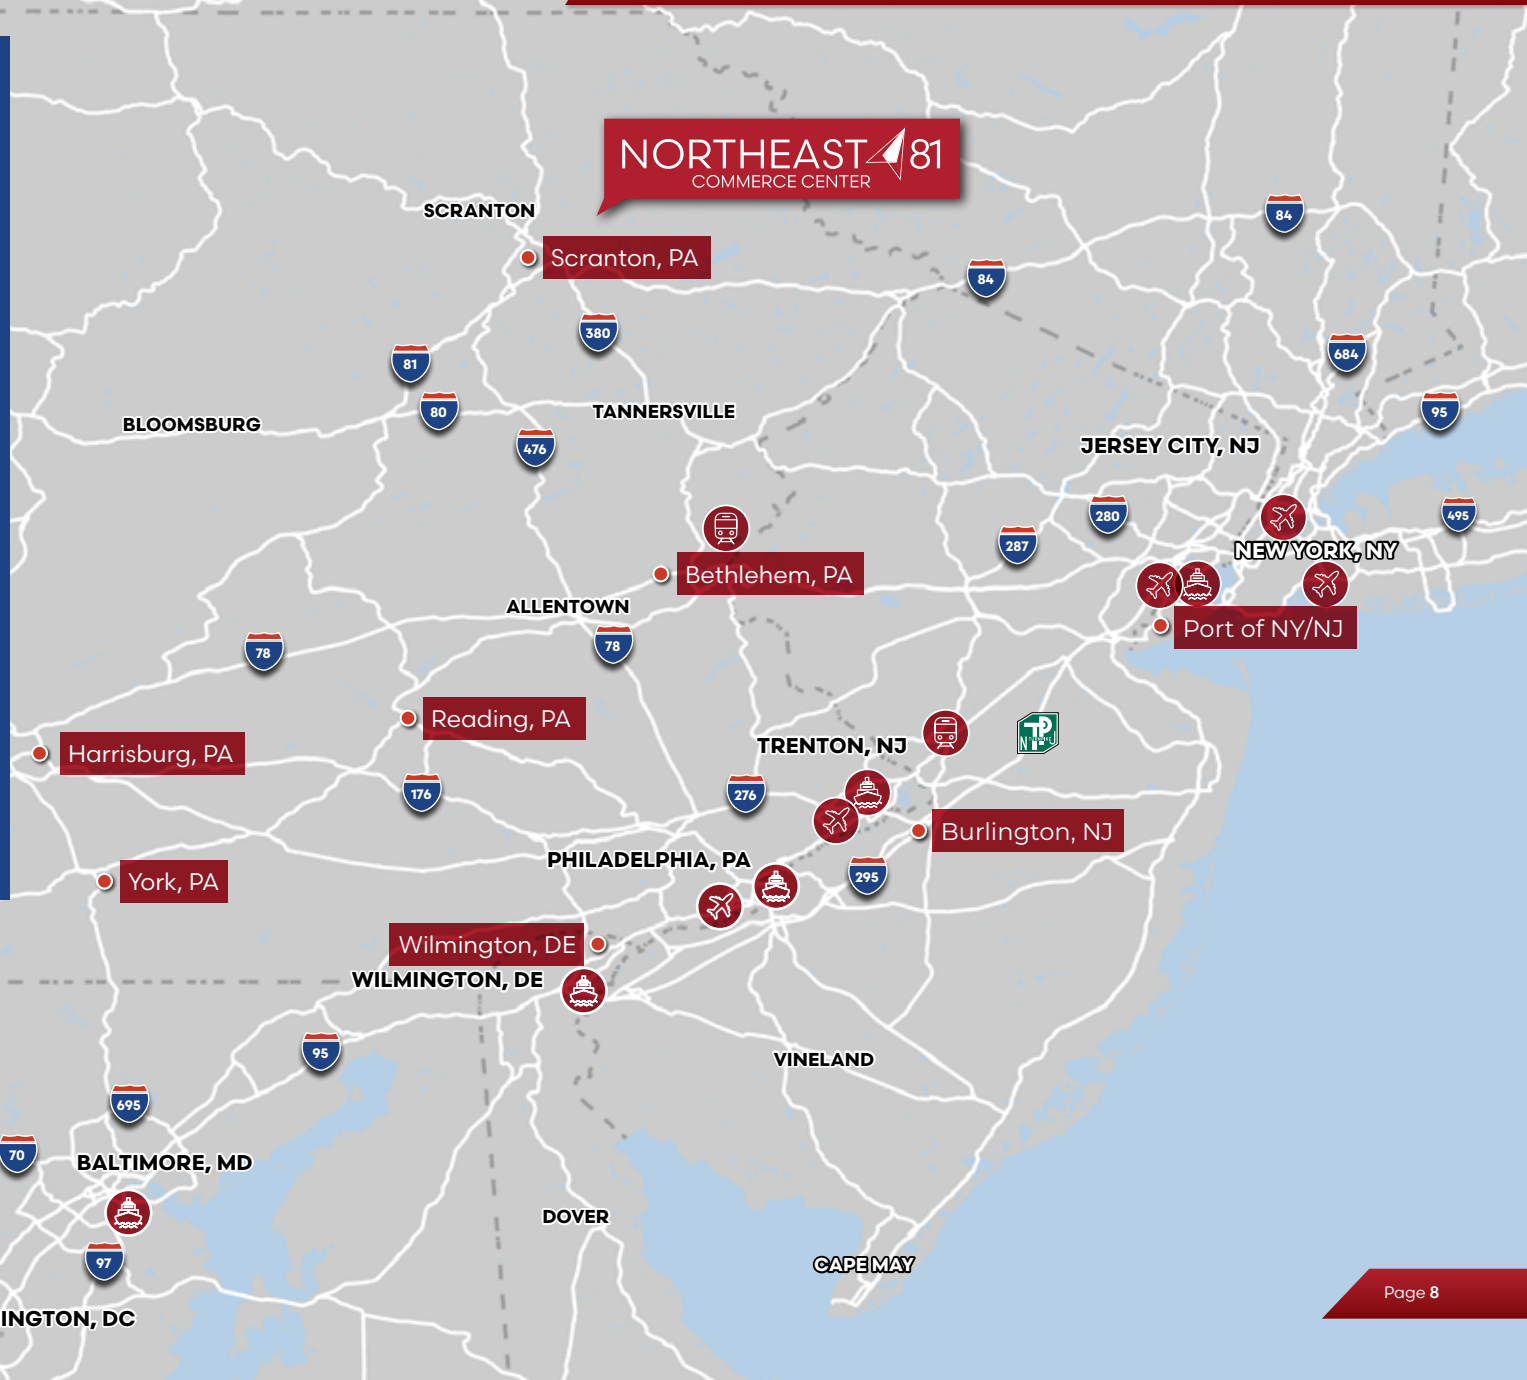 NORTHEAST 81
COMMERCE CENTER
SCRANTON
84
Scranton, PA
84
380
684
81
80
TANNERSVILLE
95
BLOOMSBURG
476
JERSEY CITY, NJ
280
495
287
NEW YORK, NY
Bethlehem, PA
ALLENTOWN
Port of NY/NJ
78
78
Reading, PA
TP
N J
TRENTON, NJ
Harrisburg, PA
176
276
Burlington, NJ
PHILADELPHIA, PA
295
York, PA
Wilmington, DE
WILMINGTON, DE
95
VINELAND
695
70
BALTIMORE, MD
DOVER
97
CAPE MAY
Page 8
INGTON, DC